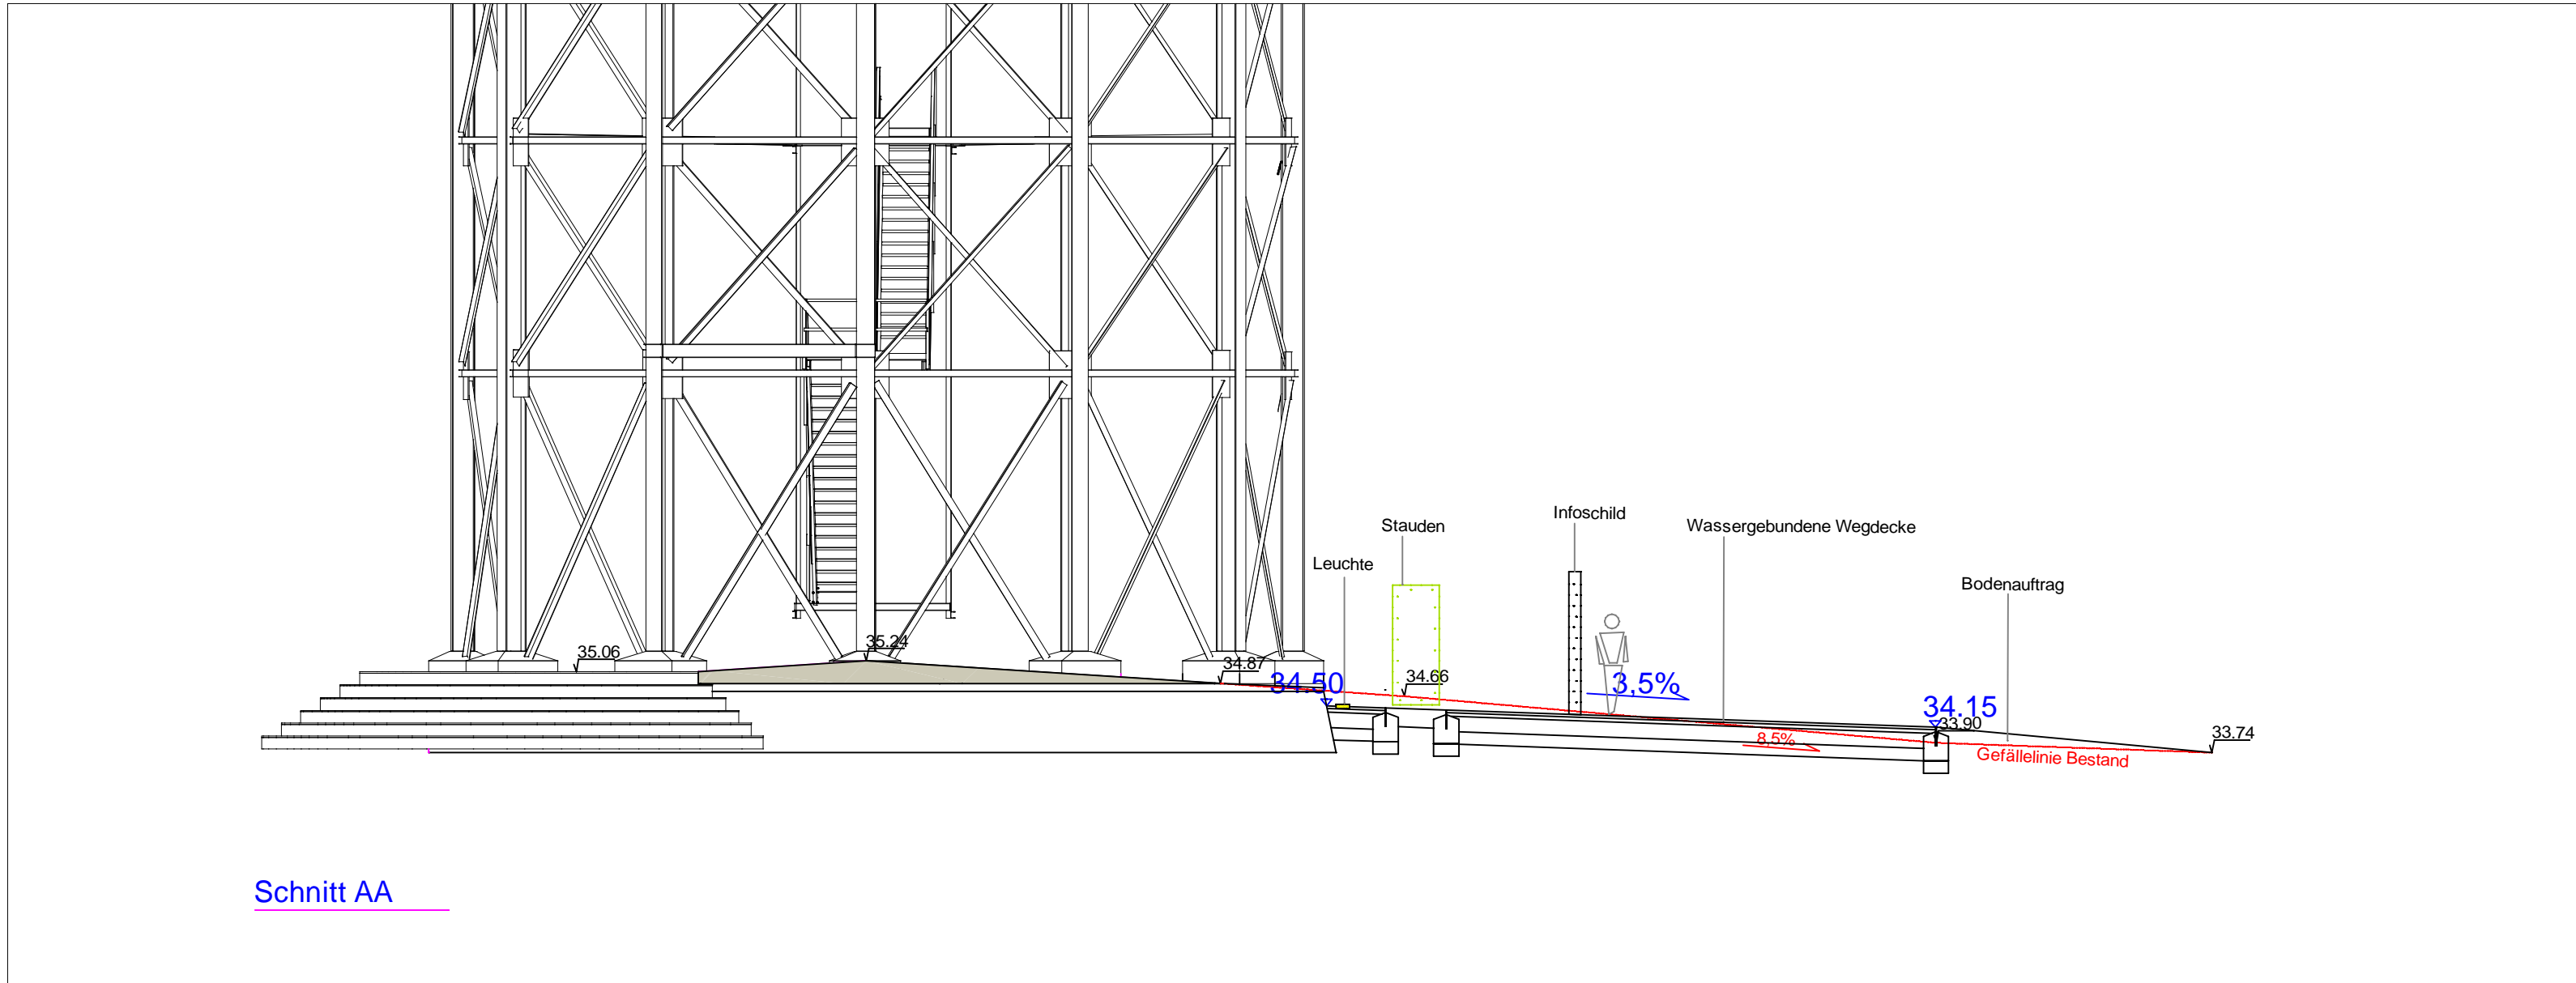 Infoschild
Stauden
Wassergebundene Wegdecke
Leuchte
Bodenauftrag
35.24
35.06
34.87
34.66
34.50
3,5%
34.15
33.90
33.74
8,5%
Gefällelinie Bestand
Schnitt AA